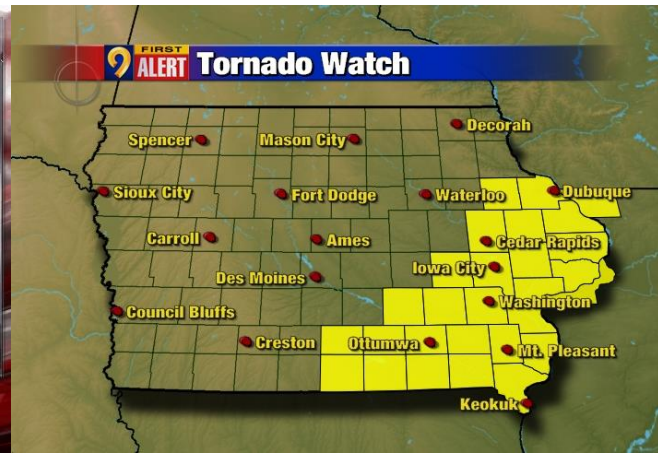 9 FIRST ALERT Tornado Watch
Decorah
Spencer
Mason City
Sioux City
Fort Dodge
Waterloo
Dubuque
Carroll
Ames
Cedar Rapids
Iowa City
Des Moines
Washington
Council Bluffs
Creston
Ottumwa
Mt. Pleasant
Keokuk